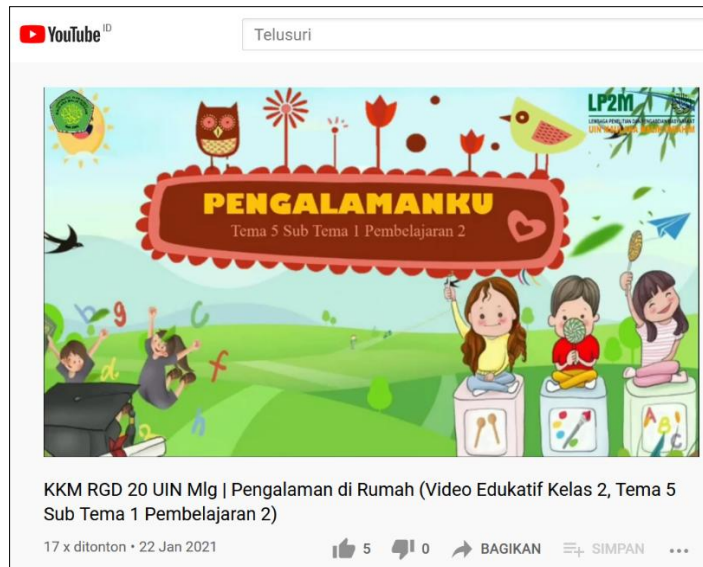 YouTube ID
Telusuri
LP2M
PENGALAMANKU
Tema 5 Sub Tema 1 Pembelajaran 2
b g c
d f
h
A B C
KKM RGD 20 UIN Mlg | Pengalaman di Rumah (Video Edukatif Kelas 2, Tema 5
Sub Tema 1 Pembelajaran 2)
17 x ditonton • 22 Jan 2021 5 0 BAGIKAN SIMPAN ...